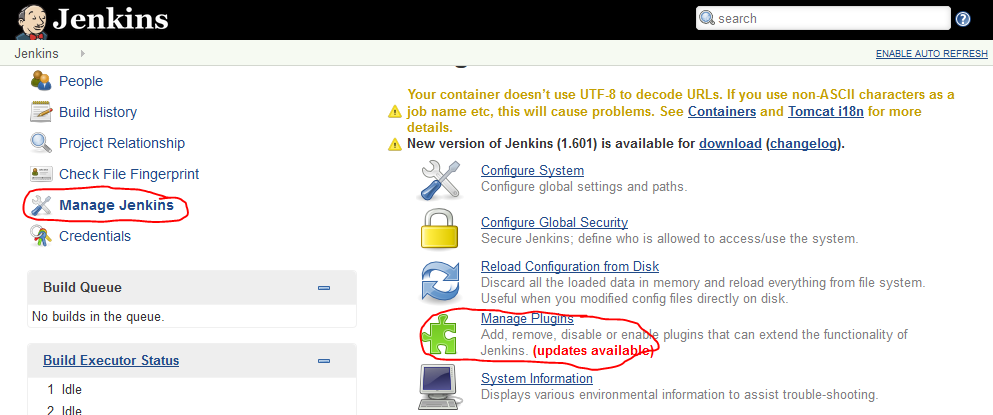 Jenkins
search
Jenkins
ENABLE AUTO REFRESH
People
Build History
Project Relationship
Check File Fingerprint
Manage Jenkins
Credentials
Build Queue
No builds in the queue.
Build Executor Status
1 Idle
2 Idle
Your container doesn't use UTF-8 to decode URLs. If you use non-ASCII characters as a
job name etc, this will cause problems. See Containers and Tomcat i18n for more
details.
New version of Jenkins (1.601) is available for download (changelog).
Configure System
Configure global settings and paths.
Configure Global Security
Secure Jenkins; define who is allowed to access/use the system.
Reload Configuration from Disk
Discard all the loaded data in memory and reload everything from file system.
Useful when you modified config files directly on disk.
Manage Plugins
Add, remove, disable or enable plugins that can extend the functionality of
Jenkins. (updates available)
System Information
Displays various environmental information to assist trouble-shooting.